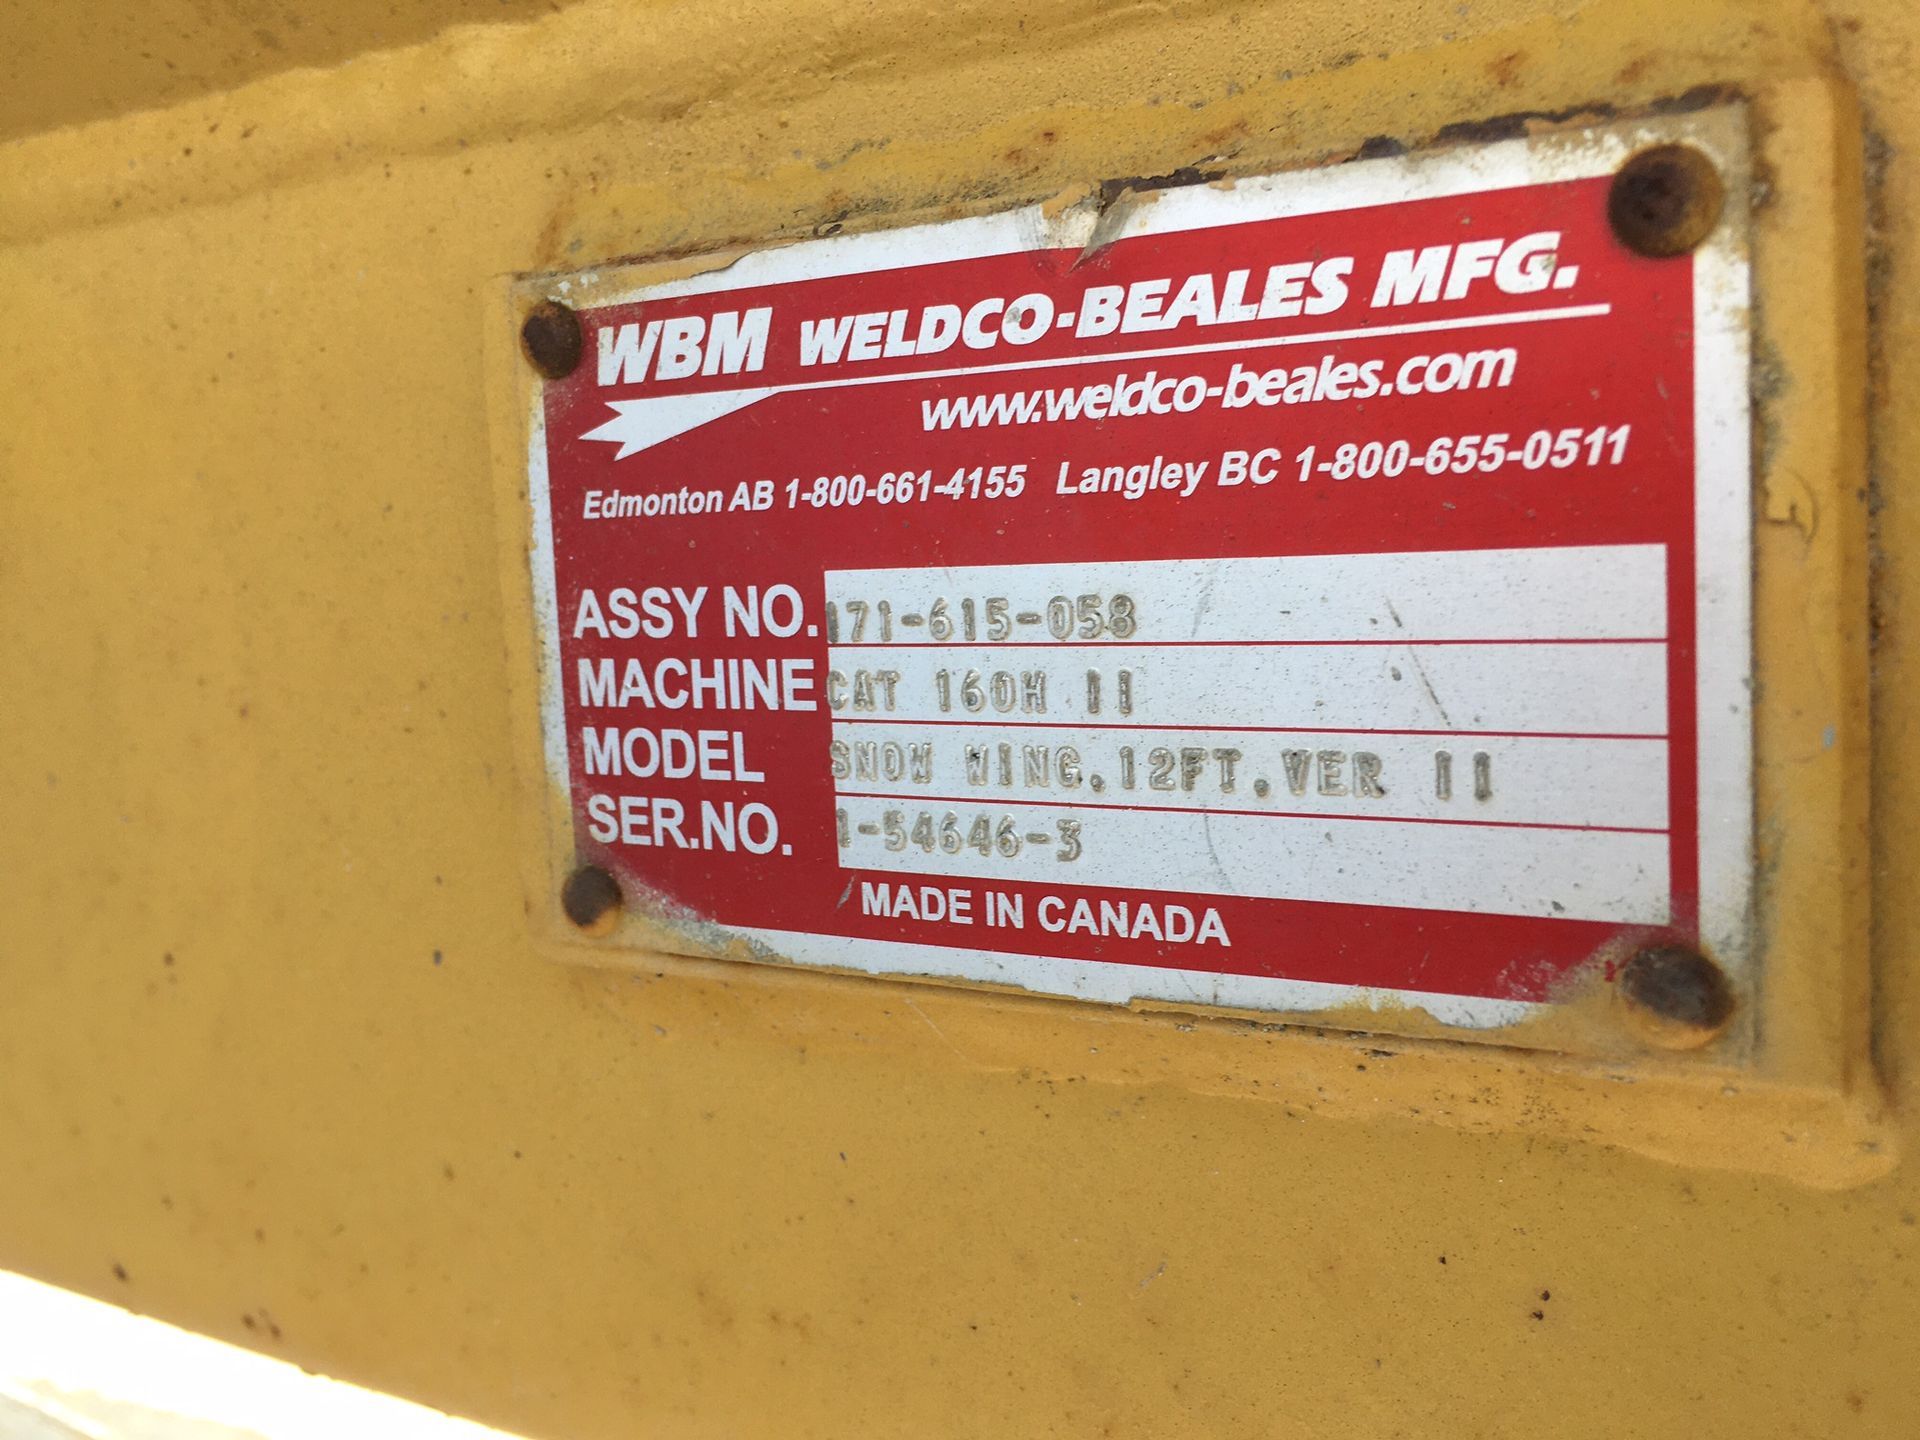 WBM WELDCO-BEALES MFG.
www.weldco-beales.com
Edmonton AB 1-800-661-4155 Langley BC 1-800-655-0511
ASSY NO. 171-615-058
MACHINE CAT 160H II
MODEL SNOW WING.12FT.VER II
SER.NO. 1-54646-3
MADE IN CANADA